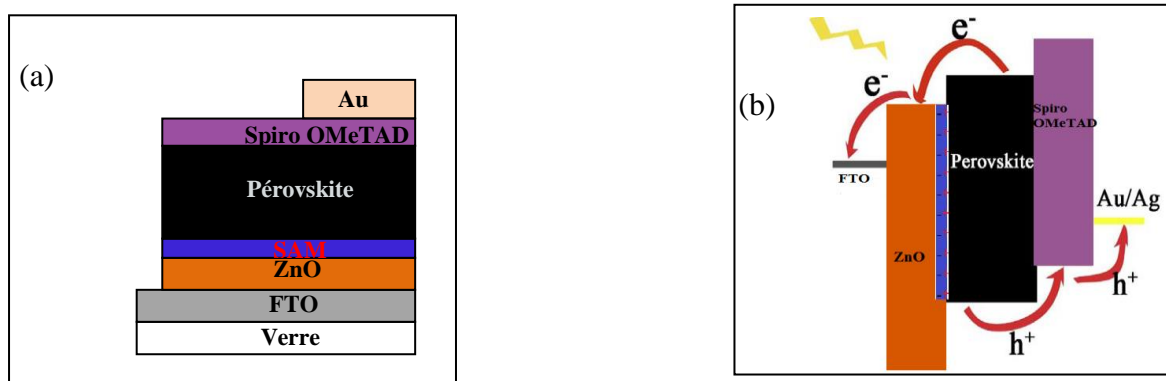 (a)
Au
Spiro OMeTAD
Pérovskite
SAM
ZnO
FTO
Verre
(b)
e-
e-
Spiro
OMeTAD
Perovskite
FTO
Au/Ag
ZnO
h+
h+